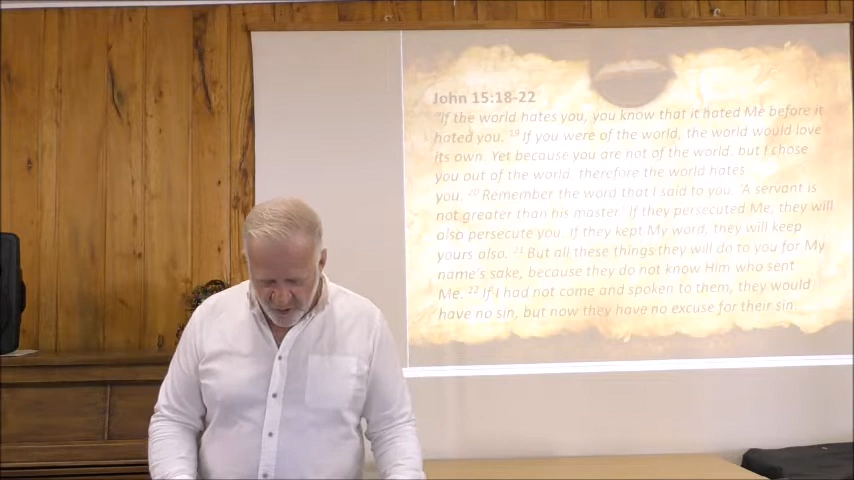 John 15:18-22
"If the world hates you, you know that it hated Me before it
hated you. 19 If you were of the world, the world would love
its own. Yet because you are not of the world, but I chose
you out of the world, therefore the world hates
you. 20 Remember the word that I said to you, 'A servant is
not greater than his master.' If they persecuted Me, they will
also persecute you. If they kept My word, they will keep
yours also. 21 But all these things they will do to you for My
name's sake, because they do not know Him who sent
Me. 22 If I had not come and spoken to them, they would
have no sin, but now they have no excuse for their sin.